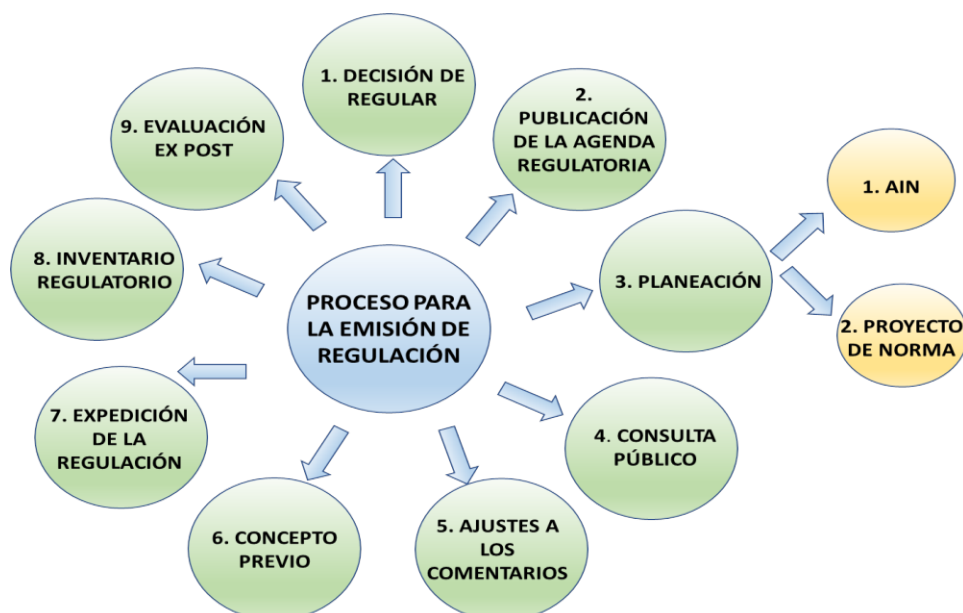 PROCESO PARA
LA EMISIÓN DE
REGULACIÓN
1. DECISIÓN DE
REGULAR
2.
PUBLICACIÓN
DE LA AGENDA
REGULATORIA
3. PLANEACIÓN
1. AIN
2. PROYECTO
DE NORMA
4. CONSULTA
PÚBLICO
5. AJUSTES A
LOS
COMENTARIOS
6. CONCEPTO
PREVIO
7. EXPEDICIÓN
DE LA
REGULACIÓN
8. INVENTARIO
REGULATORIO
9. EVALUACIÓN
EX POST